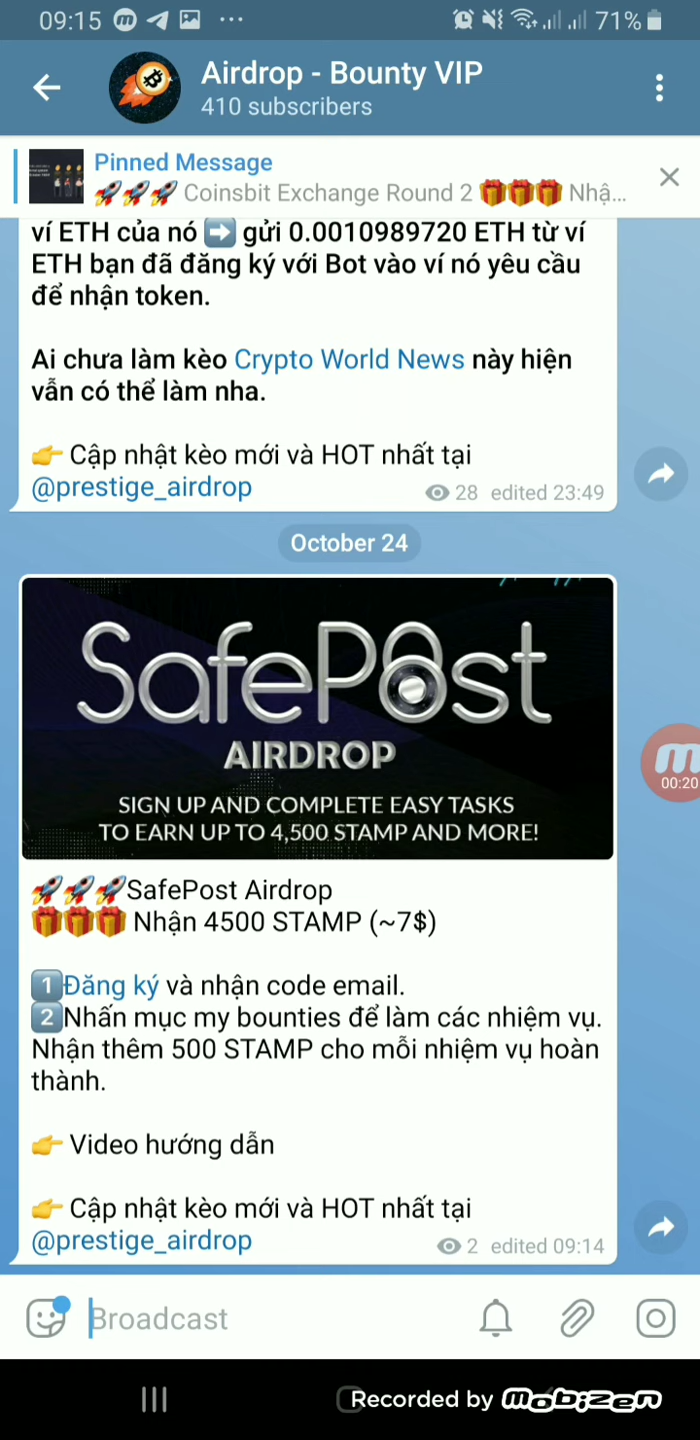 09:15
71%
Airdrop - Bounty VIP
410 subscribers
Pinned Message
🚀🚀🚀 Coinsbit Exchange Round 2 🎁🎁🎁 Nhậ...
ví ETH của nó ➡️ gửi 0.0010989720 ETH từ ví
ETH bạn đã đăng ký với Bot vào ví nó yêu cầu
để nhận token.
Ai chưa làm kèo Crypto World News này hiện
vẫn có thể làm nha.
👉 Cập nhật kèo mới và HOT nhất tại
@prestige_airdrop
28 edited 23:49
October 24
SafePost
AIRDROP
SIGN UP AND COMPLETE EASY TASKS
TO EARN UP TO 4,500 STAMP AND MORE!
🚀🚀🚀SafePost Airdrop
🎁🎁🎁 Nhận 4500 STAMP (~7$)
1️⃣Đăng ký và nhận code email.
2️⃣Nhấn mục my bounties để làm các nhiệm vụ.
Nhận thêm 500 STAMP cho mỗi nhiệm vụ hoàn
thành.
👉 Video hướng dẫn
👉 Cập nhật kèo mới và HOT nhất tại
@prestige_airdrop
2 edited 09:14
m
00:20
Broadcast
Recorded by mobizen